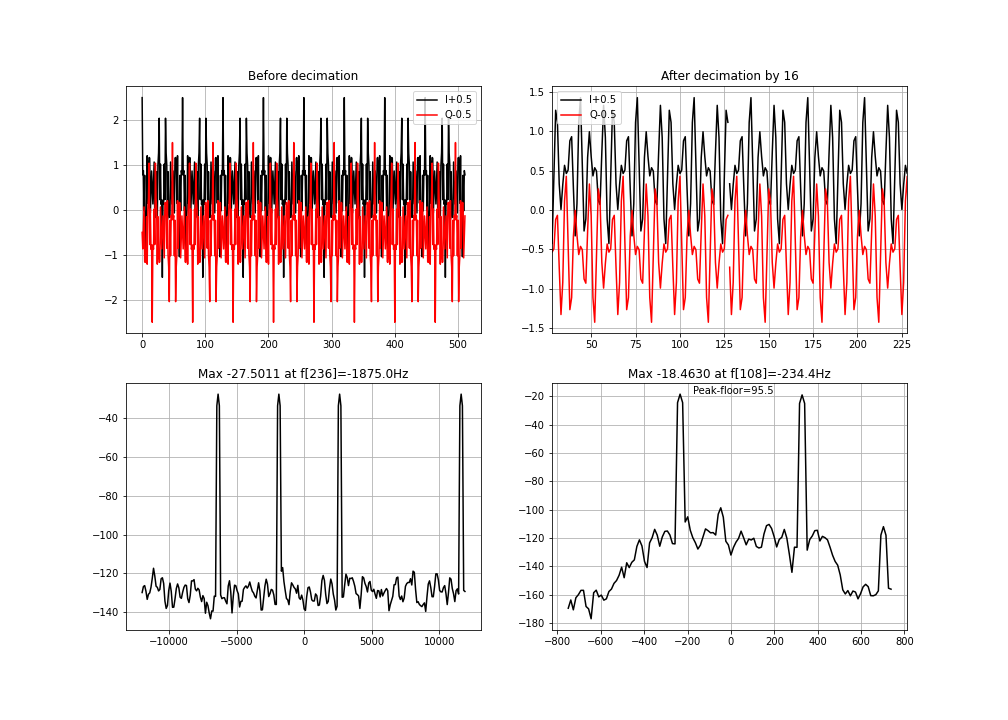 Before decimation
I+0.5
Q-0.5
2
1
0
−1
−2
0 100 200 300 400 500
After decimation by 16
I+0.5
Q-0.5
1.5
1.0
0.5
0.0
−0.5
−1.0
−1.5
50 75 100 125 150 175 200 225
Max -27.5011 at f[236]=-1875.0Hz
−40
−60
−80
−100
−120
−140
−10000 −5000 0 5000 10000
Max -18.4630 at f[108]=-234.4Hz
Peak-floor=95.5
−20
−40
−60
−80
−100
−120
−140
−160
−180
−800 −600 −400 −200 0 200 400 600 800